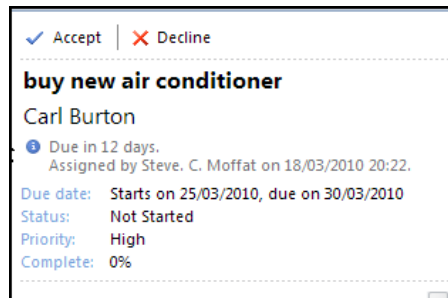 Accept Decline
buy new air conditioner
Carl Burton
Due in 12 days.
Assigned by Steve. C. Moffat on 18/03/2010 20:22.
Due date: Starts on 25/03/2010, due on 30/03/2010
Status: Not Started
Priority: High
Complete: 0%